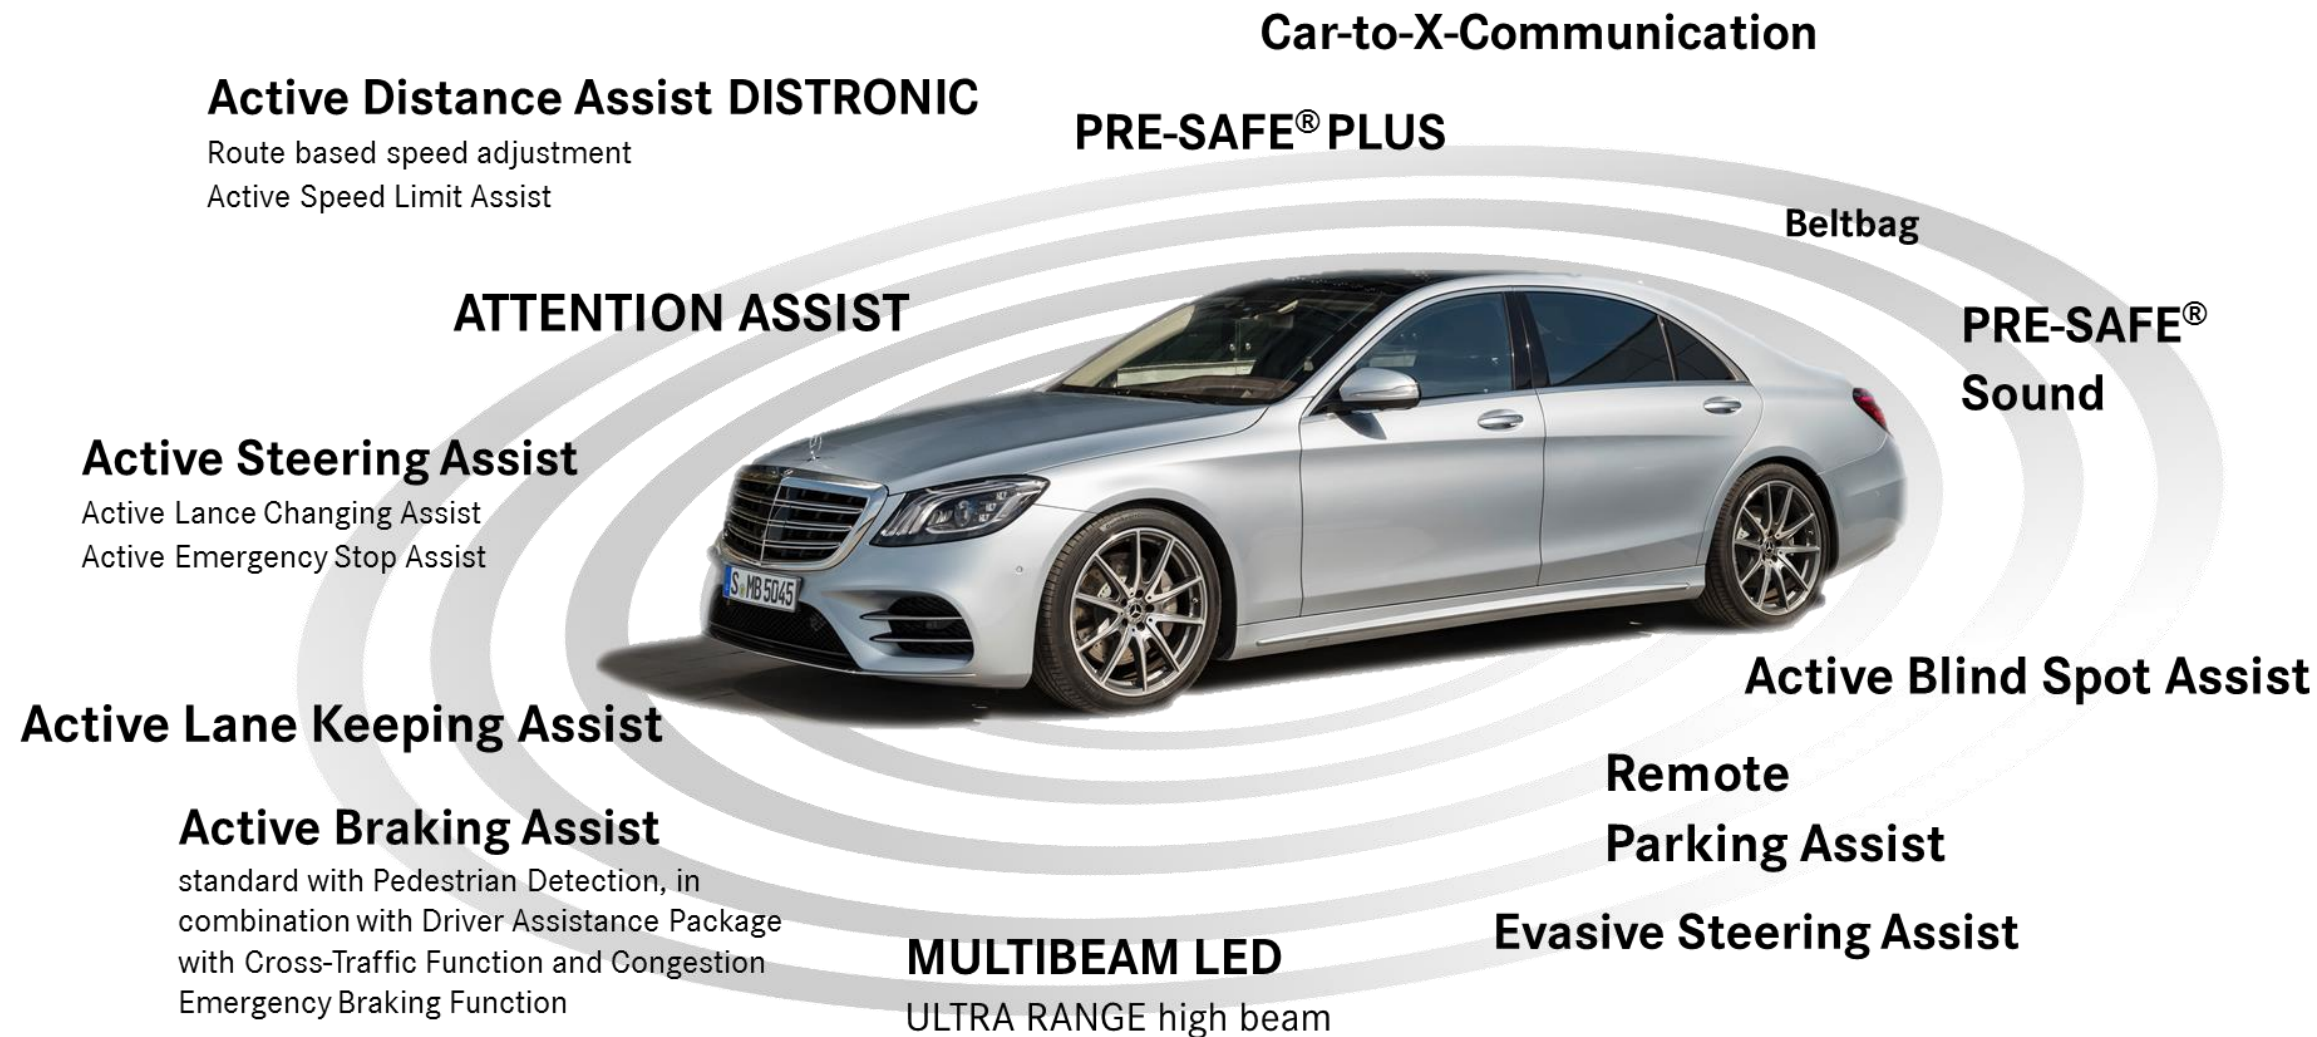 Car-to-X-Communication
Active Distance Assist DISTRONIC
Route based speed adjustment
Active Speed Limit Assist
PRE-SAFE® PLUS
Beltbag
ATTENTION ASSIST
PRE-SAFE®
Sound
Active Steering Assist
Active Lance Changing Assist
Active Emergency Stop Assist
S MB 5045
Active Blind Spot Assist
Active Lane Keeping Assist
Remote
Parking Assist
Active Braking Assist
standard with Pedestrian Detection, in
combination with Driver Assistance Package
with Cross-Traffic Function and Congestion
Emergency Braking Function
Evasive Steering Assist
MULTIBEAM LED
ULTRA RANGE high beam